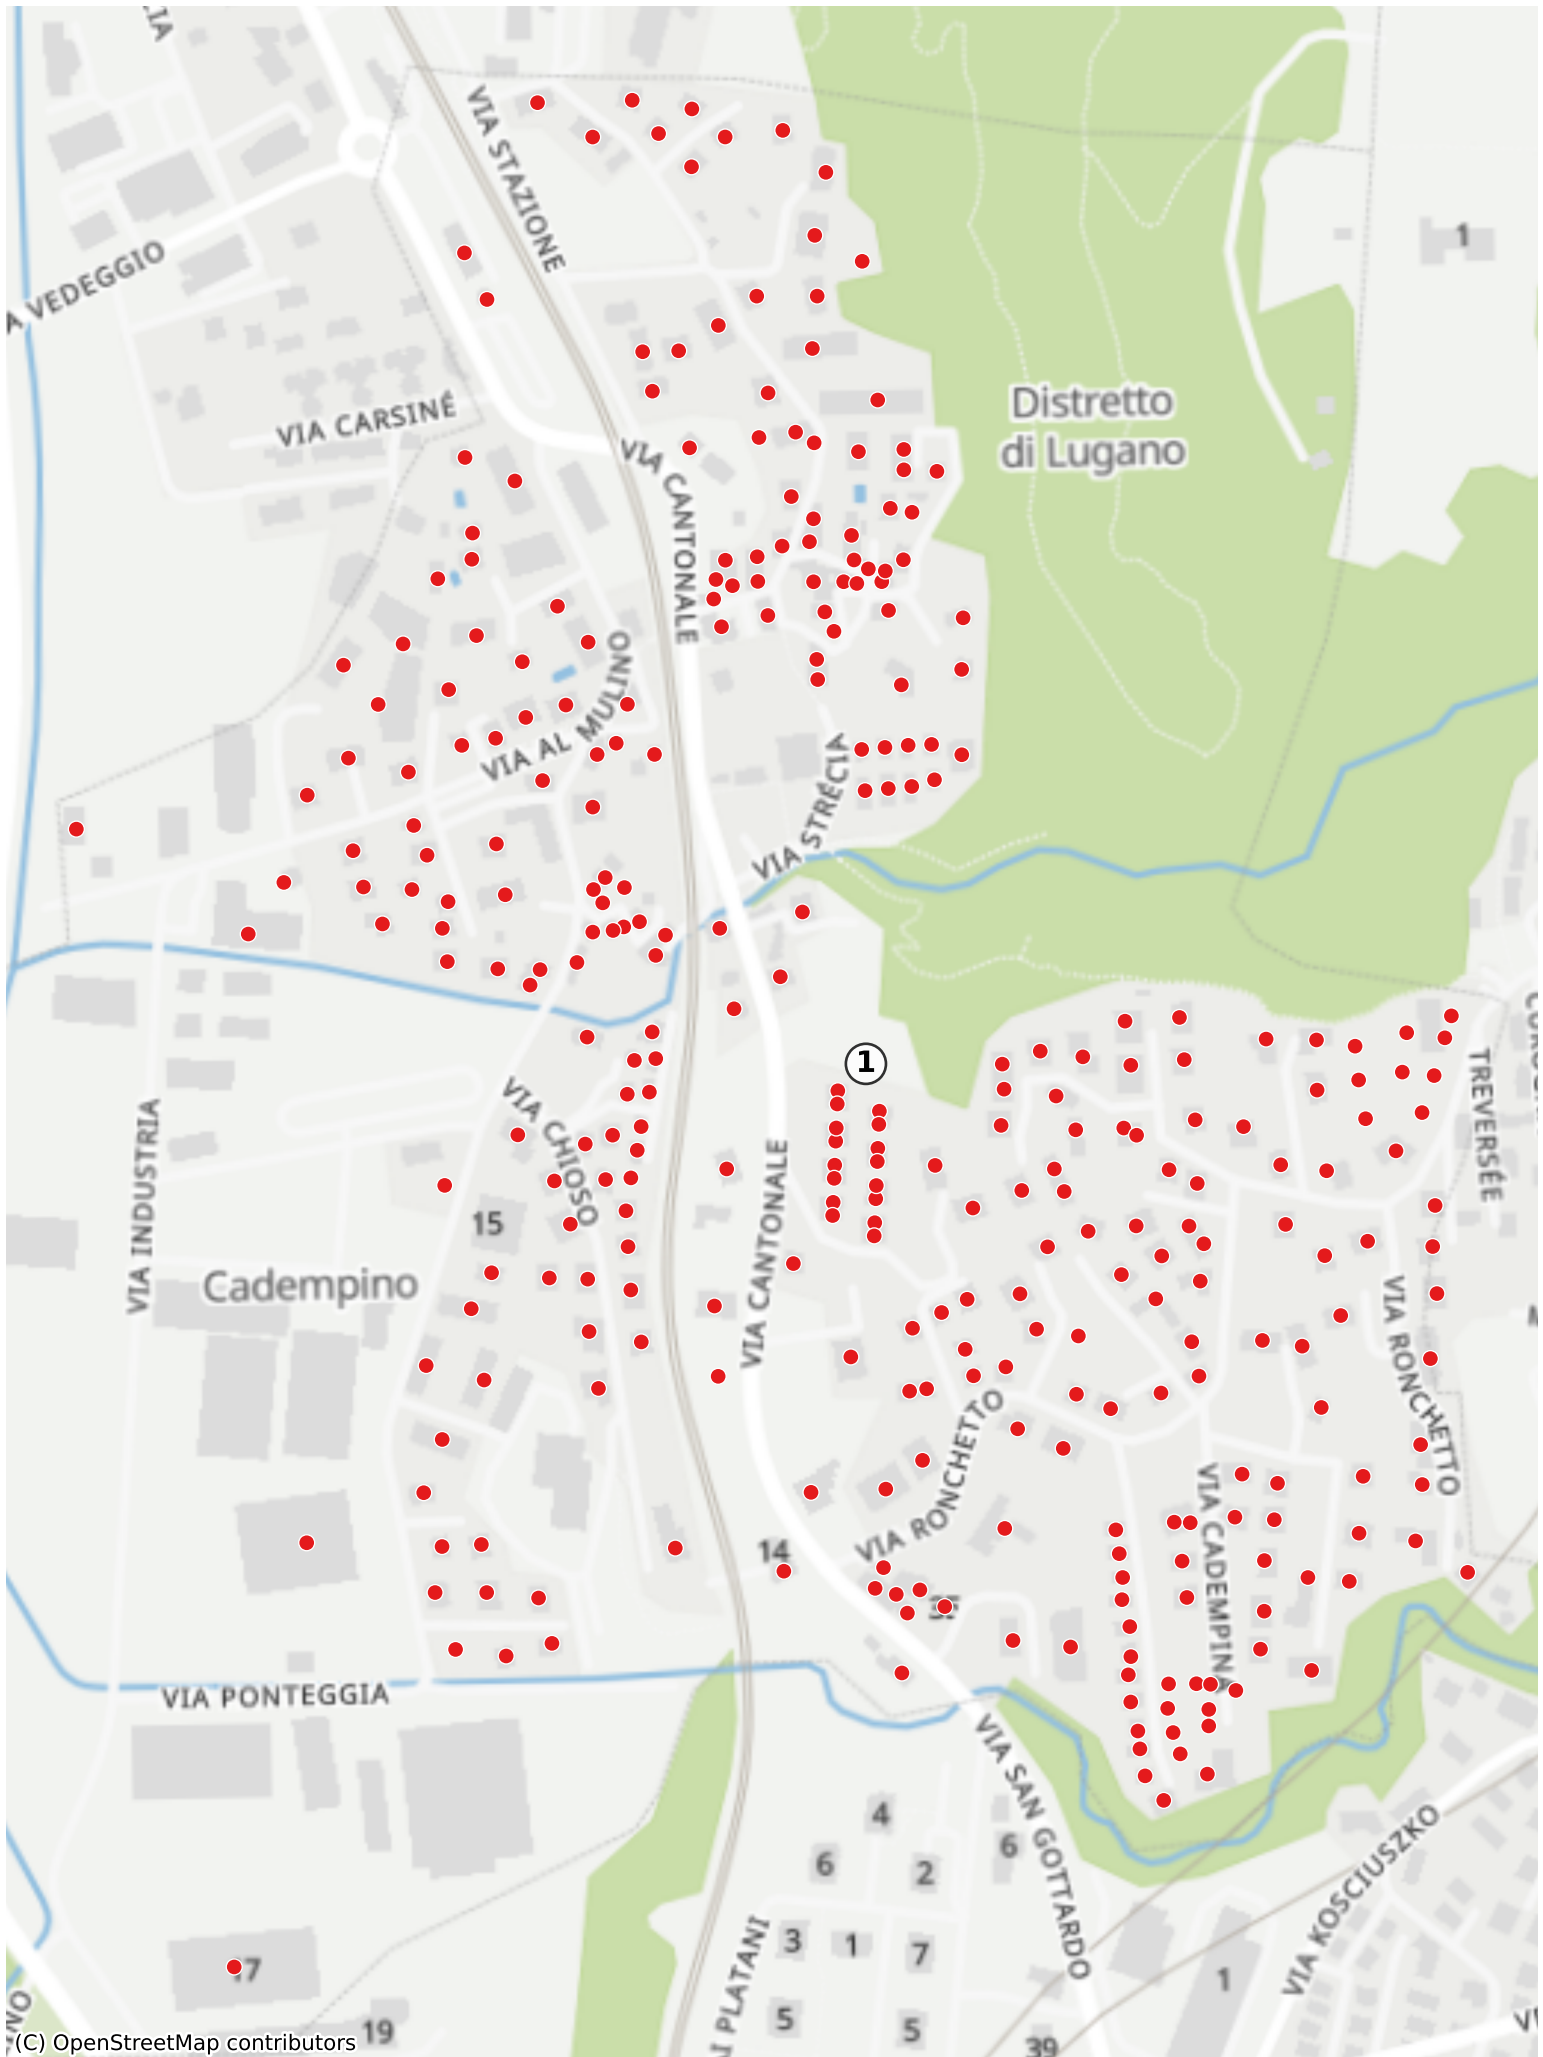 VIA STAZIONE
1
A VEDEGGIO
VIA CARSINÉ
Distretto
di Lugano
VIA CANTONALE
VIA AL MULINO
VIA STRÉCIA
1
TREVERSÉE
VIA CHIOSO
VIA INDUSTRIA
15
Cadempino
VIA CANTONALE
VIA RONCHETTO
VIA RONCHETTO
VIA CADEMPINA
14
VIA PONTEGGIA
VIA SAN GOTTARDO
4
6
6
2
VIA KOSCIUSZKO
3
1
7
17
1
AI PLATANI
5
5
19
39
(C) OpenStreetMap contributors